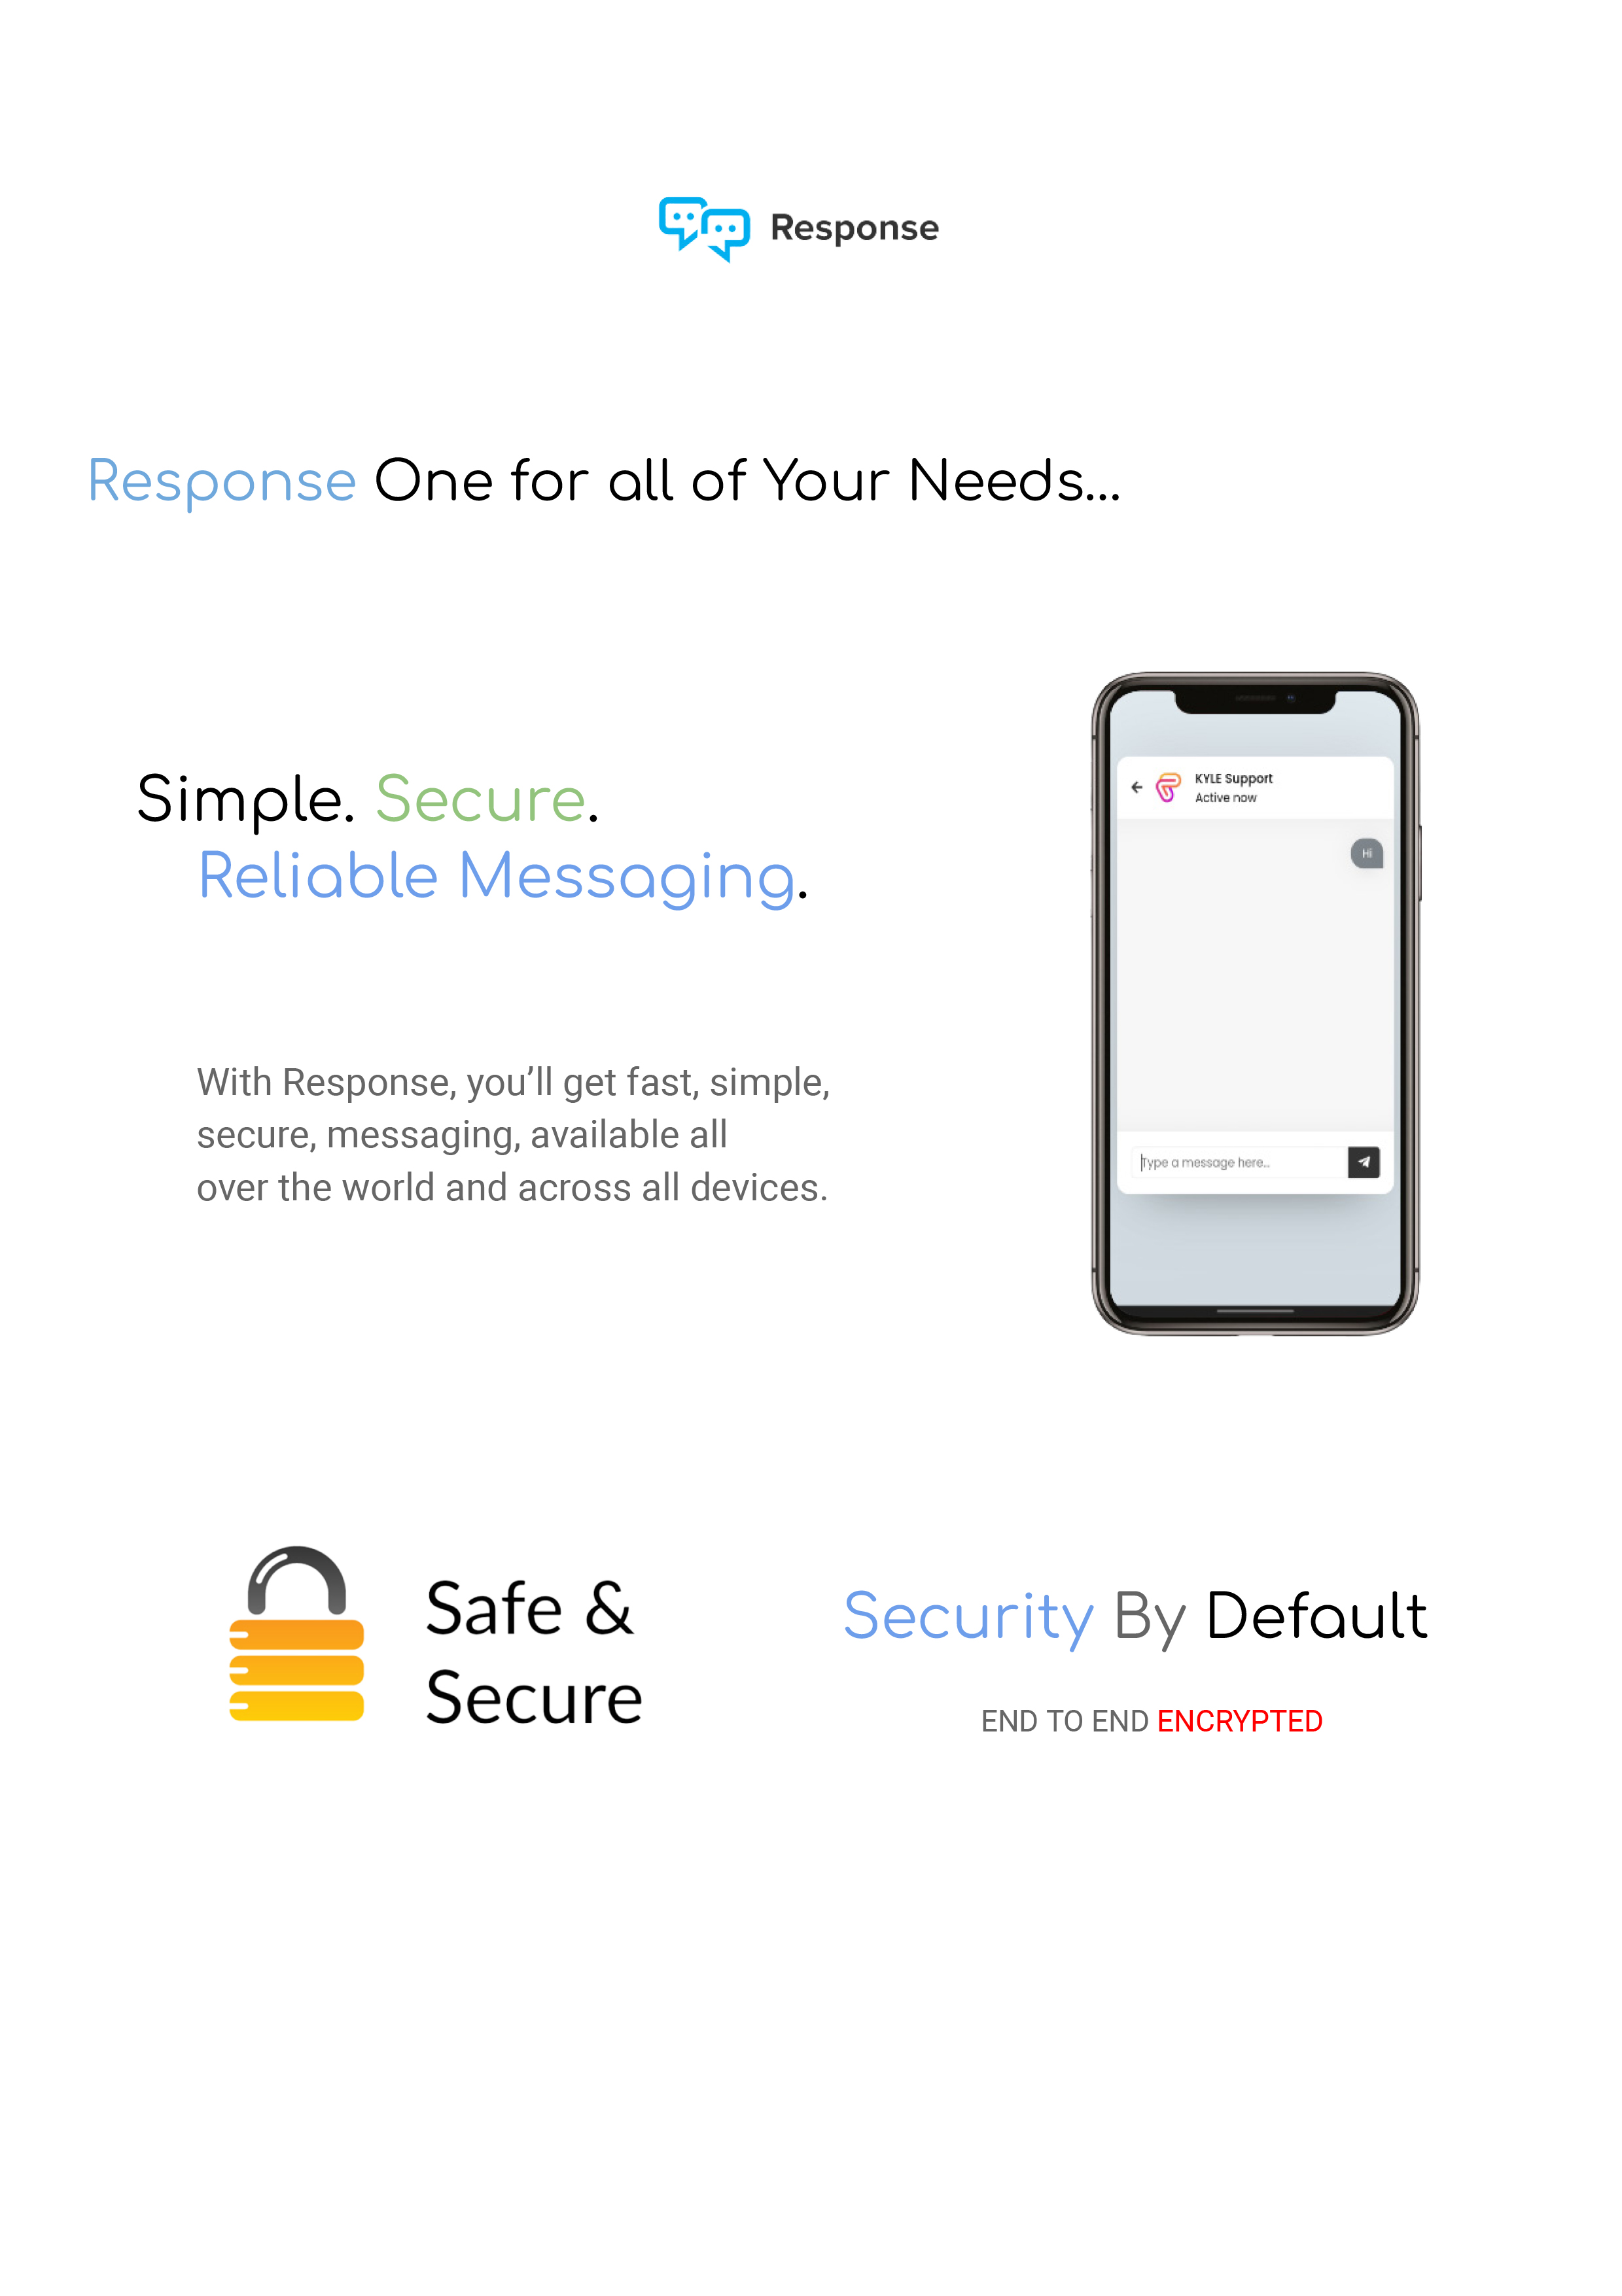 Response
Response One for all of Your Needs...
Simple. Secure.
Reliable Messaging.
With Response, you’ll get fast, simple,
secure, messaging, available all
over the world and across all devices.
KYLE Support
Active now
Hi
Type a message here...
Safe &
Secure
Security By Default
END TO END ENCRYPTED